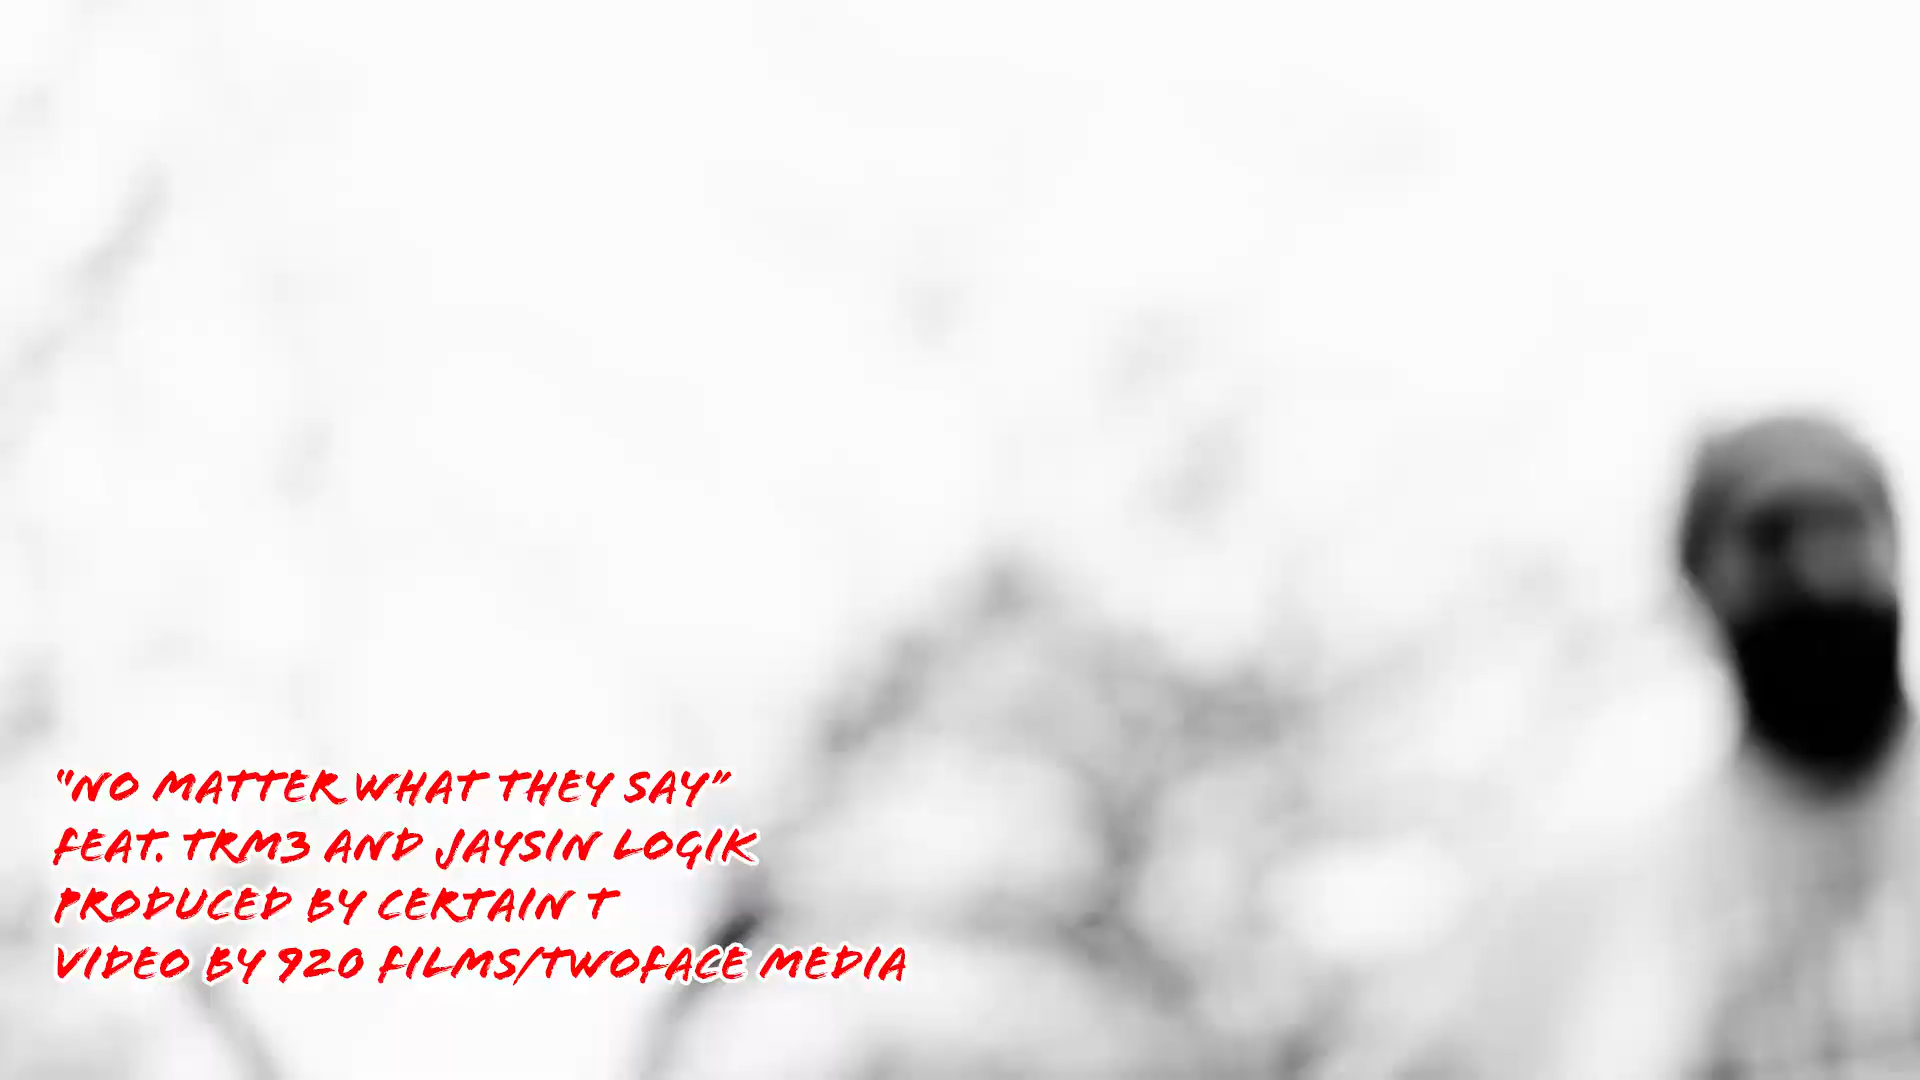 "NO MATTER WHAT THEY SAY"
FEAT. TRM3 AND JAYSIN LOGIK
PRODUCED BY CERTAIN T
VIDEO BY 920 FILMS/TWOFACE MEDIA